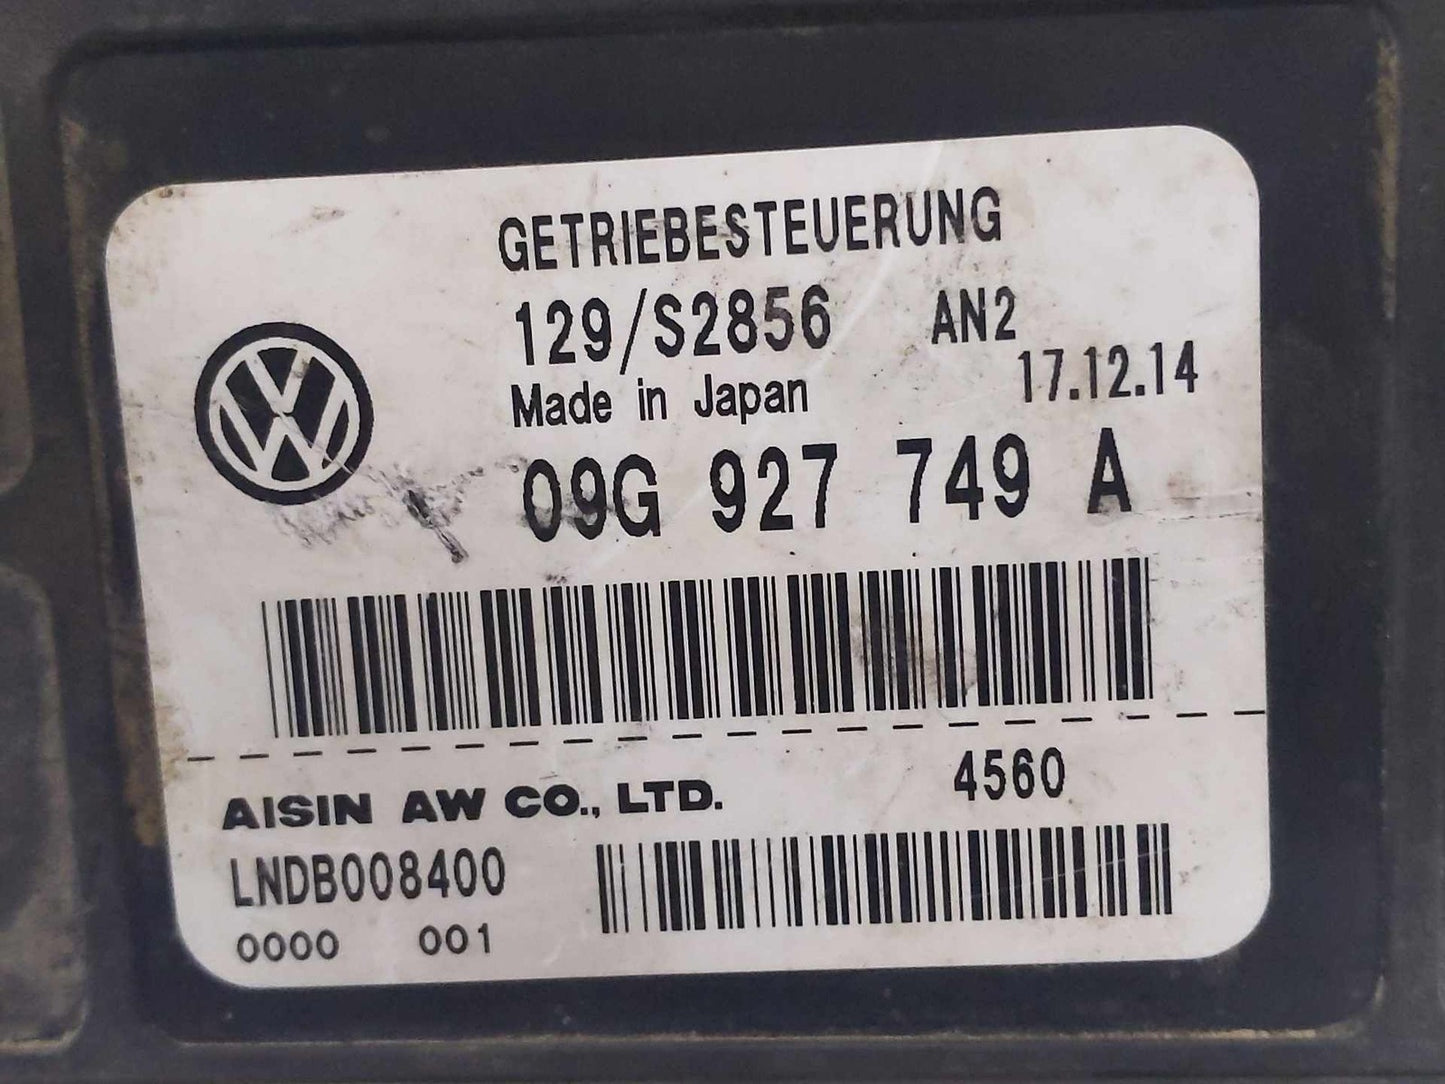 GETRIEBESTEUERUNG
129/S2856 AN2
Made in Japan 17.12.14
09G 927 749 A
AISIN AW CO., LTD. 4560
LNDB008400
0000 001